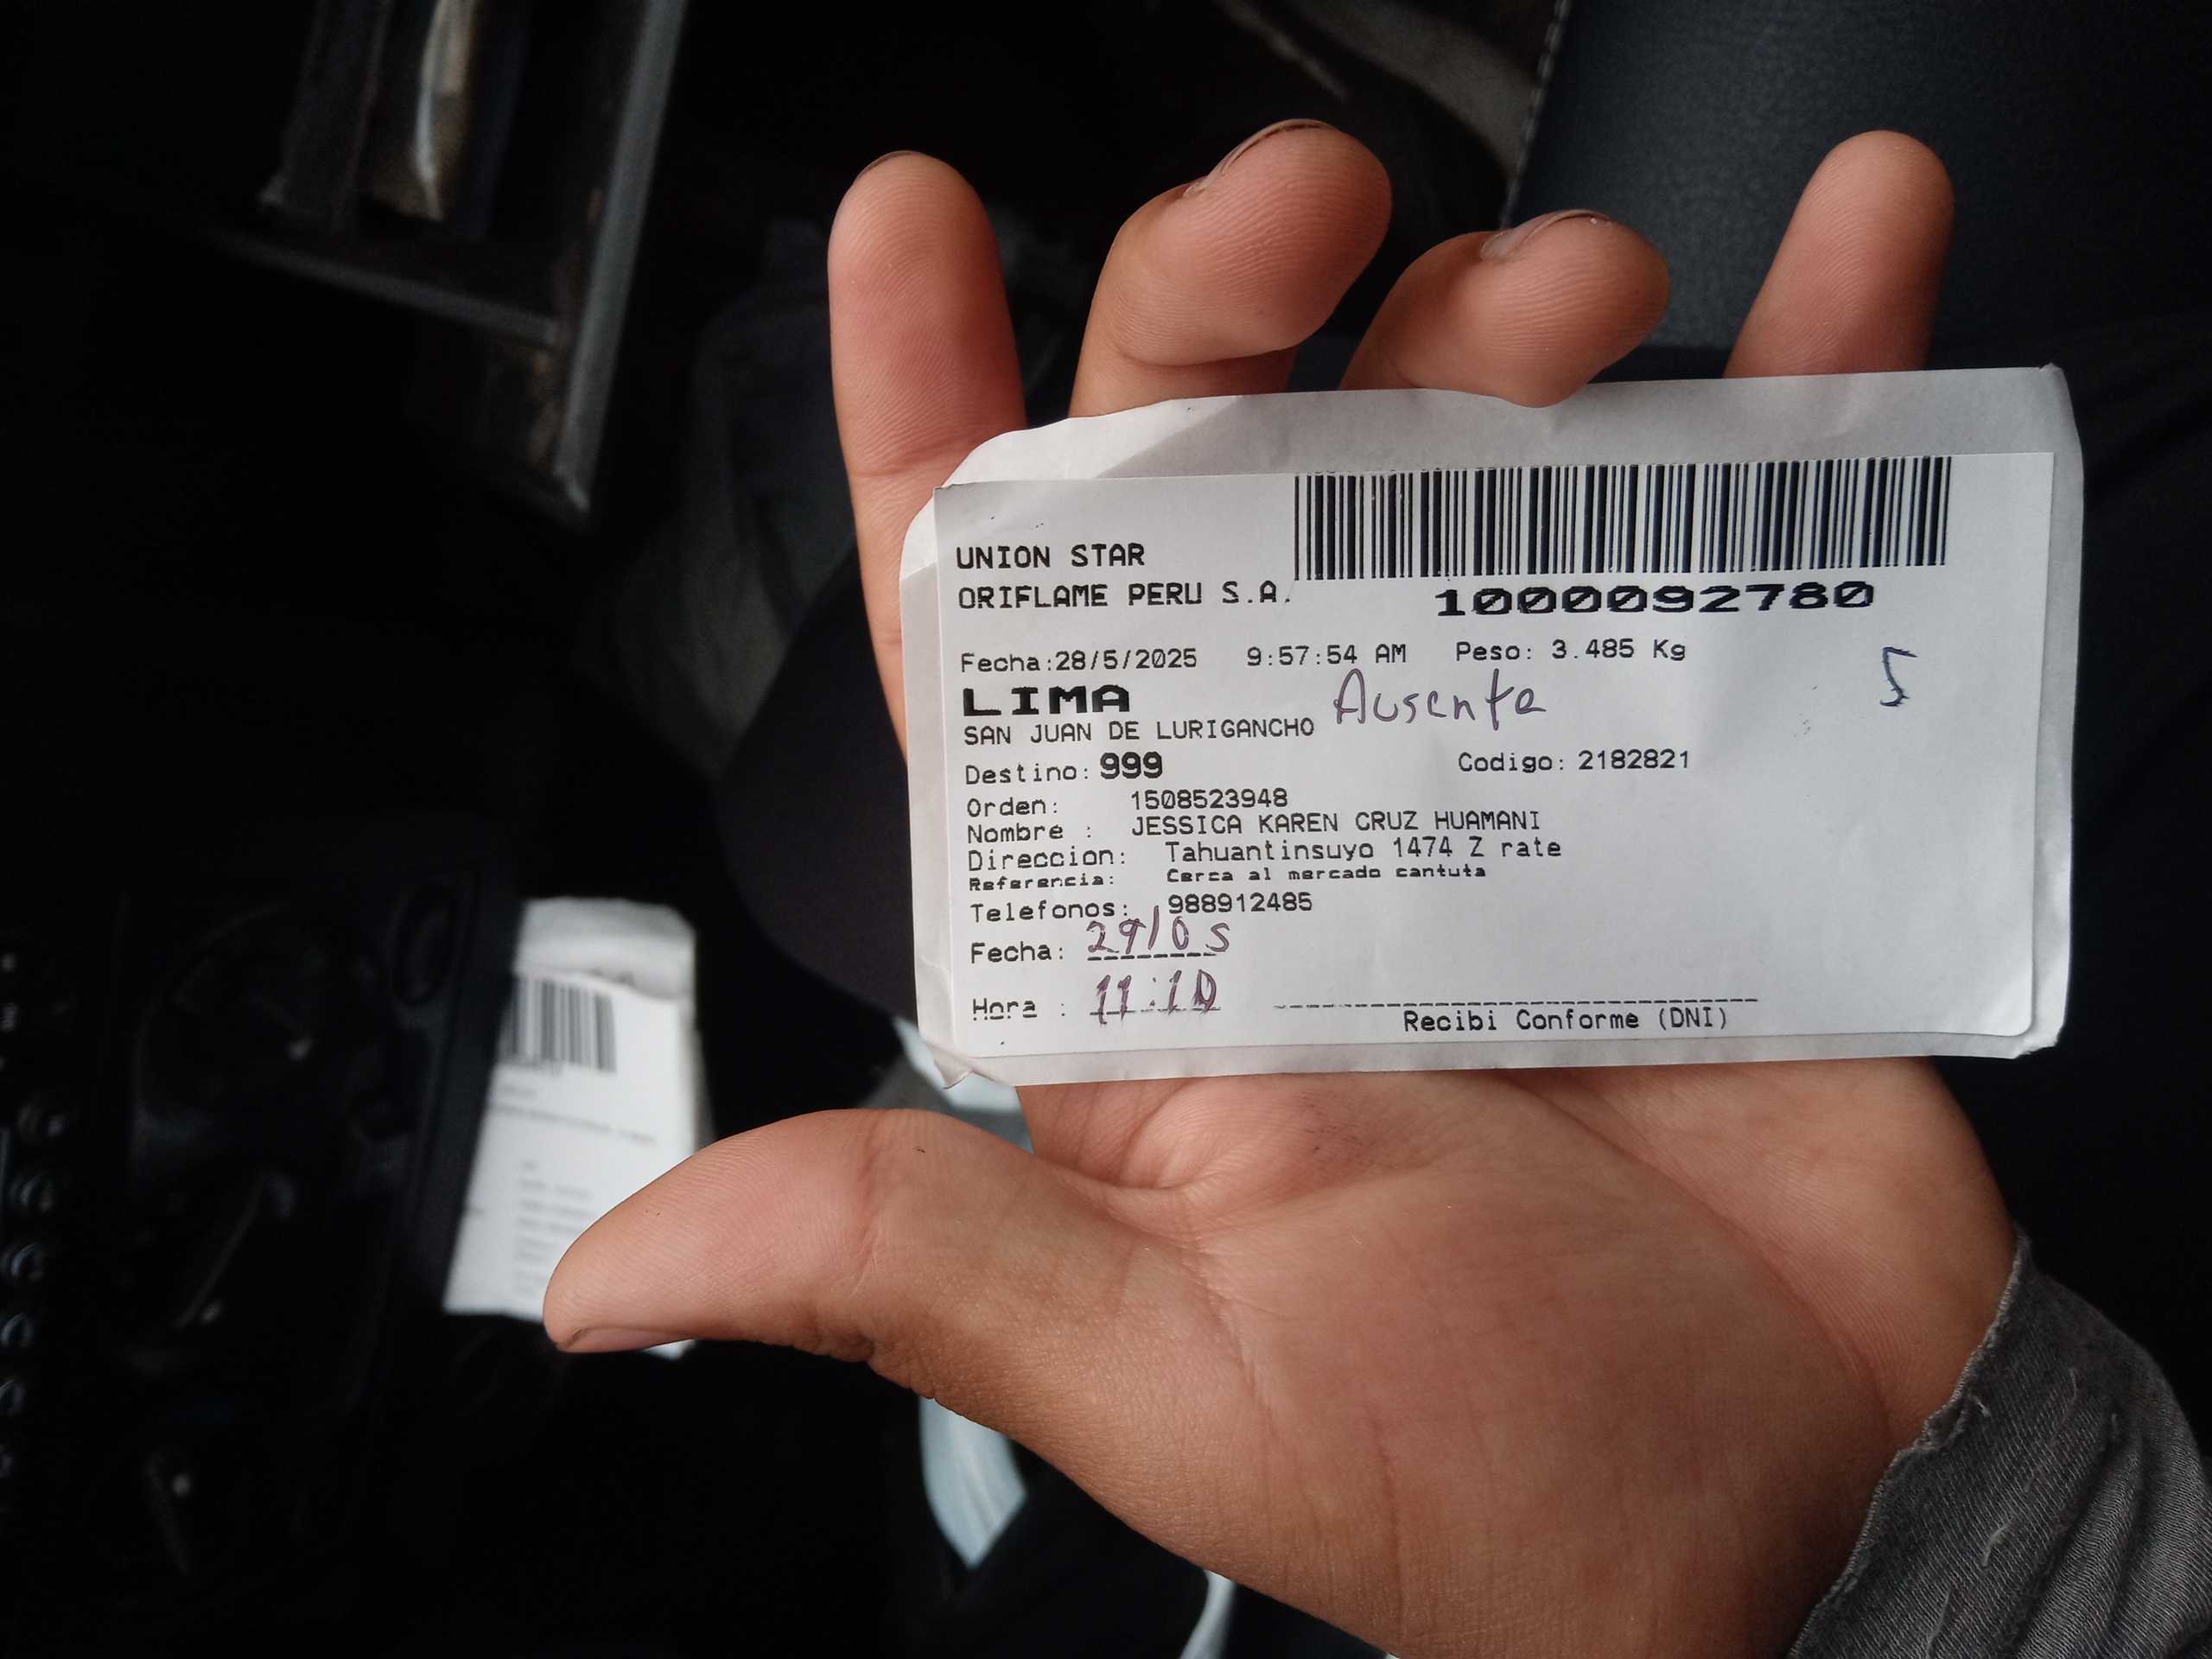 UNION STAR
ORIFLAME PERU S.A.
1000092780
Fecha:28/5/2025 9:57:54 AM Peso: 3.485 Kg
5
LIMA
Ausente
SAN JUAN DE LURIGANCHO
Destino: 999 Codigo: 2182821
Orden: 1508523948
Nombre : JESSICA KAREN CRUZ HUAMANI
Direccion: Tahuantinsuyo 1474 Z rate
Referencia: Cerca al mercado cantuta
Telefonos: 988912485
Fecha: 29/05
Hora : 11:10
Recibi Conforme (DNI)